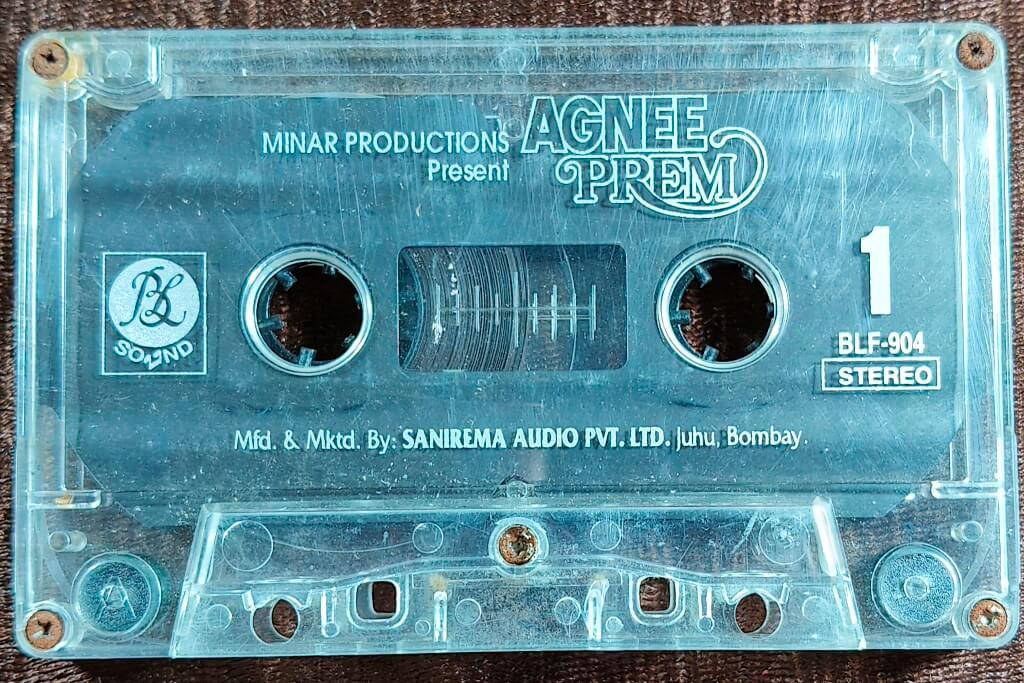 AGNEE
MINAR PRODUCTIONS
PREM
Present
1
BL
SOUND
BLF-904
STEREO
Mfd. & Mktd. By: SANIREMA AUDIO PVT. LTD. Juhu, Bombay.
A